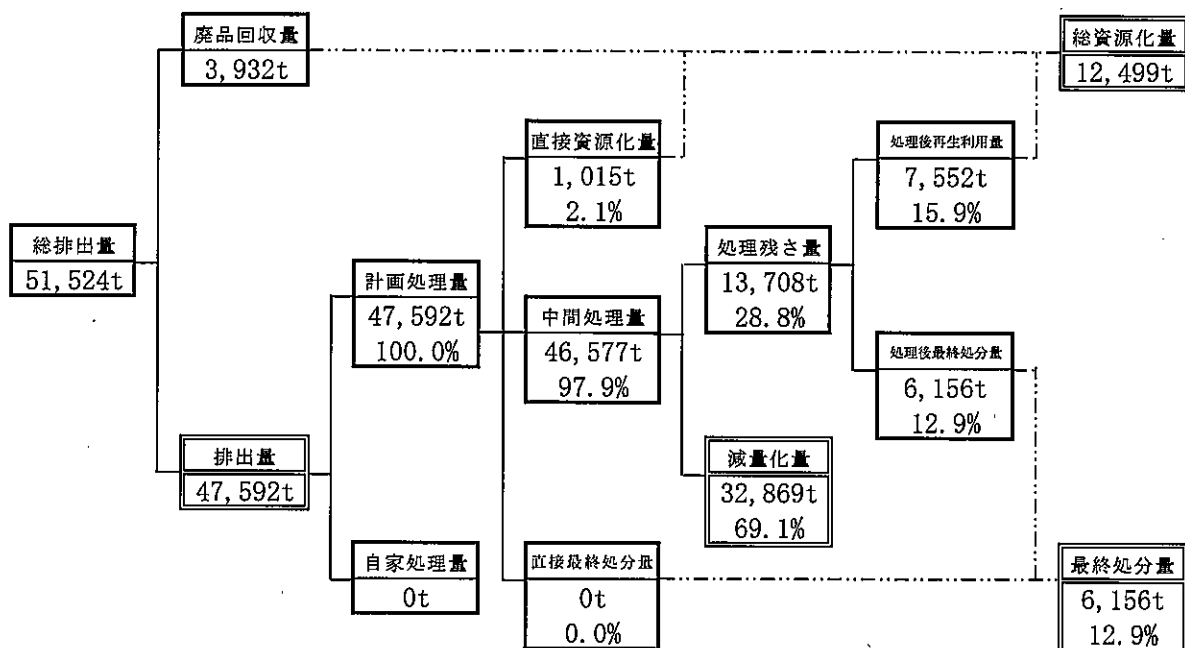 廃品回収量
3,932t
総資源化量
12,499t
直接資源化量
1,015t
2.1%
処理後再生利用量
7,552t
15.9%
総排出量
51,524t
計画処理量
47,592t
100.0%
中間処理量
46,577t
97.9%
処理残さ量
13,708t
28.8%
処理後最終処分量
6,156t
12.9%
排出量
47,592t
減量化量
32,869t
69.1%
自家処理量
0t
直接最終処分量
0t
0.0%
最終処分量
6,156t
12.9%